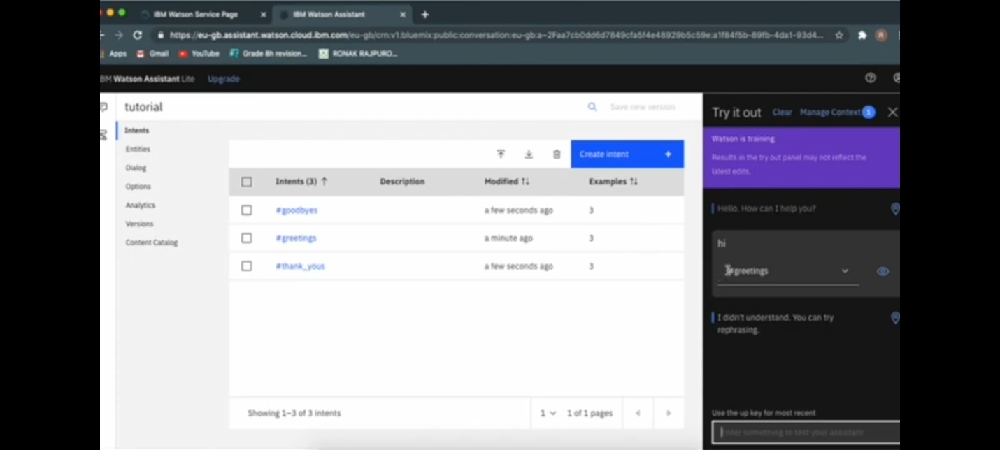 IBM Watson Service Page
IBM Watson Assistant
https://eu-gb.assistant.watson.cloud.ibm.com/eu-gb/crn:v1:bluemix:public:conversation:eu-gb:a~2Faa7cb0dd6d7849cfa5f4e48929b5c59e:a1f84f5b-89fb-4da1-93d4...
R
Apps Gmail YouTube Grade 8h revision... RONAK RAJPURO...
IBM Watson Assistant Lite Upgrade
tutorial
Save new version
Intents
Entities
Dialog
Options
Analytics
Versions
Content Catalog
Create intent +
Intents (3) ↑ Description Modified ↑↓ Examples ↑↓
#goodbyes a few seconds ago 3
#greetings a minute ago 3
#thank_yous a few seconds ago 3
Showing 1–3 of 3 intents
1 1 of 1 pages
Try it out Clear Manage Context 1
Watson is training
Results in the try out panel may not reflect the
latest edits.
Hello. How can I help you?
hi
#greetings
I didn't understand. You can try
rephrasing.
Use the up key for most recent
Enter something to test your assistant